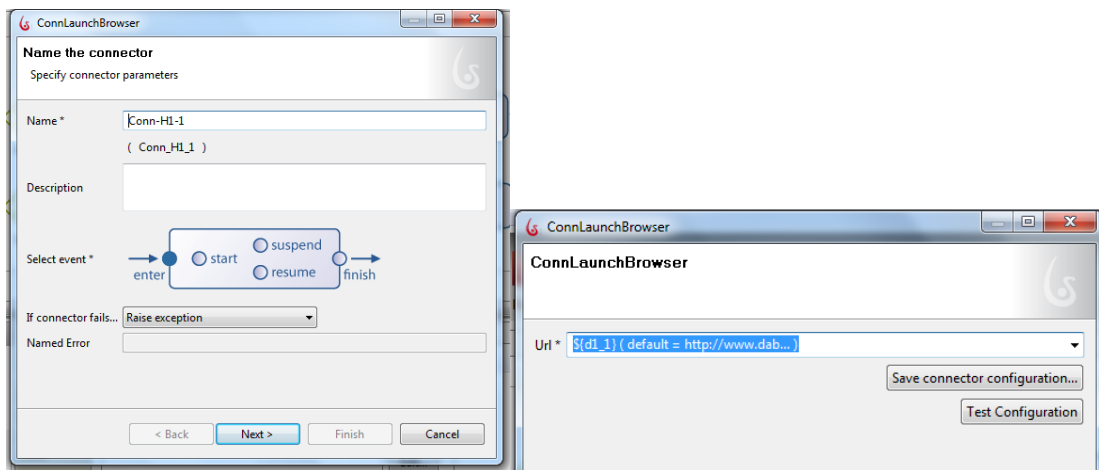 ConnLaunchBrowser
Name the connector
Specify connector parameters
Name *
Conn-H1-1
( Conn_H1_1 )
Description
Select event *
enter
start
suspend
resume
finish
If connector fails...
Raise exception
Named Error
< Back
Next >
Finish
Cancel
ConnLaunchBrowser
ConnLaunchBrowser
Url *
${d1_1} ( default = http://www.dab... )
Save connector configuration...
Test Configuration